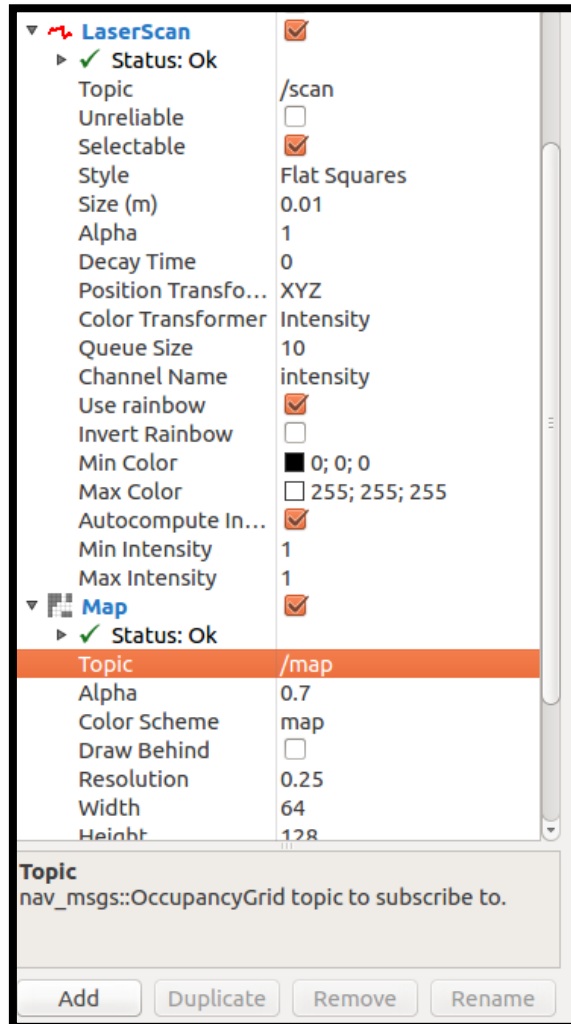 LaserScan
Status: Ok
Topic /scan
Unreliable
Selectable
Style Flat Squares
Size (m) 0.01
Alpha 1
Decay Time 0
Position Transfo... XYZ
Color Transformer Intensity
Queue Size 10
Channel Name intensity
Use rainbow
Invert Rainbow
Min Color 0; 0; 0
Max Color 255; 255; 255
Autocompute In...
Min Intensity 1
Max Intensity 1
Map
Status: Ok
Topic /map
Alpha 0.7
Color Scheme map
Draw Behind
Resolution 0.25
Width 64
Height 128
Topic
nav_msgs::OccupancyGrid topic to subscribe to.
Add Duplicate Remove Rename